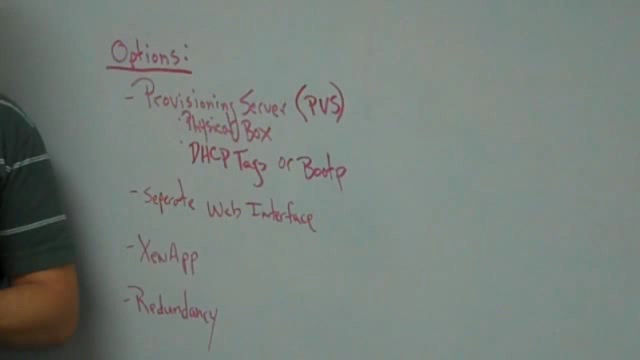 Options:
- Provisioning Server (PVS)
· Physical Box
· DHCP Tags or Bootp
- Seperate Web Interface
- XenApp
- Redundancy